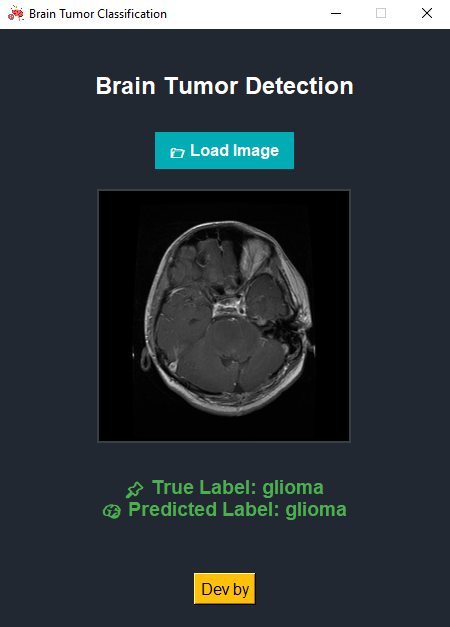 Brain Tumor Classification
Brain Tumor Detection
Load Image
True Label: glioma
Predicted Label: glioma
Dev by